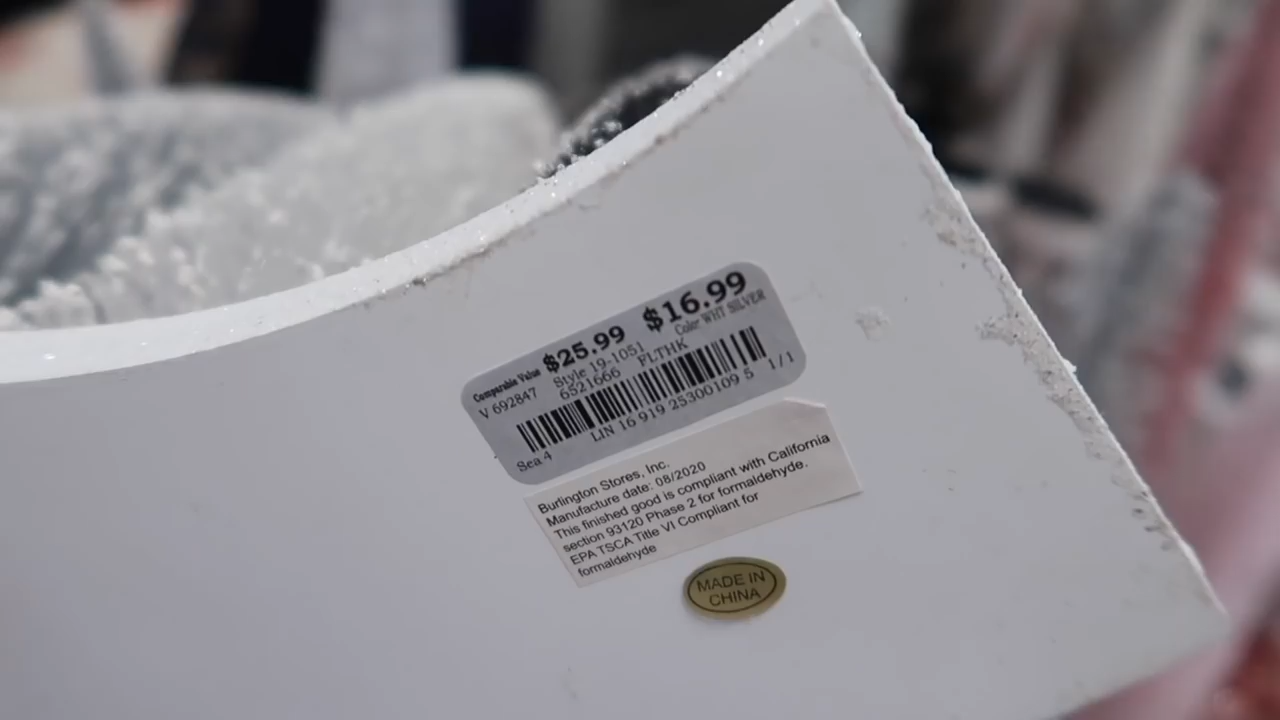 Comparable Value $25.99 $16.99
V 692847 Style 19-1051 Color WHT SILVER
6521666 PLTHK
LIN 16 919 25300109 5 1/1
Sea 4
Burlington Stores, Inc.
Manufacture date: 08/2020
This finished good is compliant with California
section 93120 Phase 2 for formaldehyde.
EPA TSCA Title VI Compliant for
formaldehyde
MADE IN
CHINA